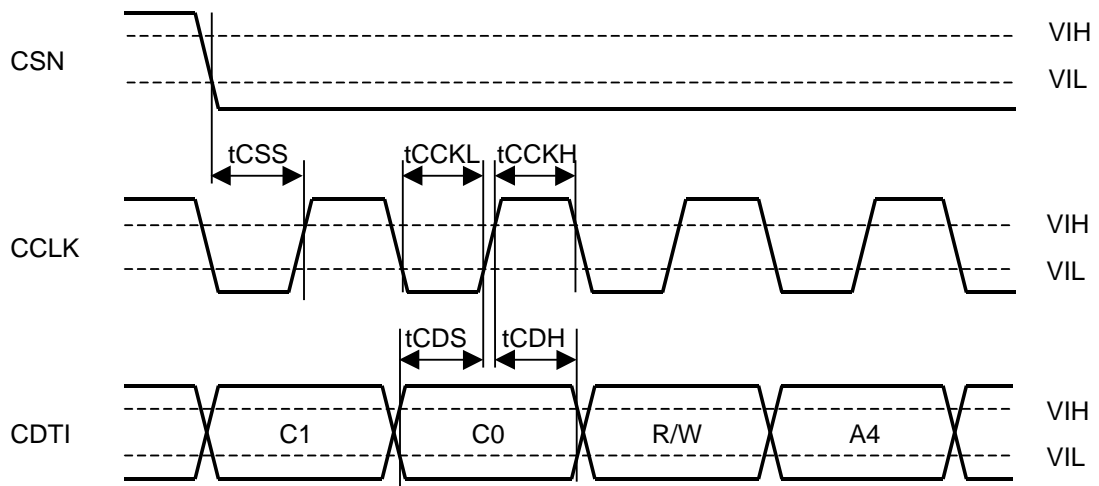 CSN
VIH
VIL
tCSS
tCCKL
tCCKH
CCLK
VIH
VIL
tCDS
tCDH
CDTI
C1
C0
R/W
A4
VIH
VIL